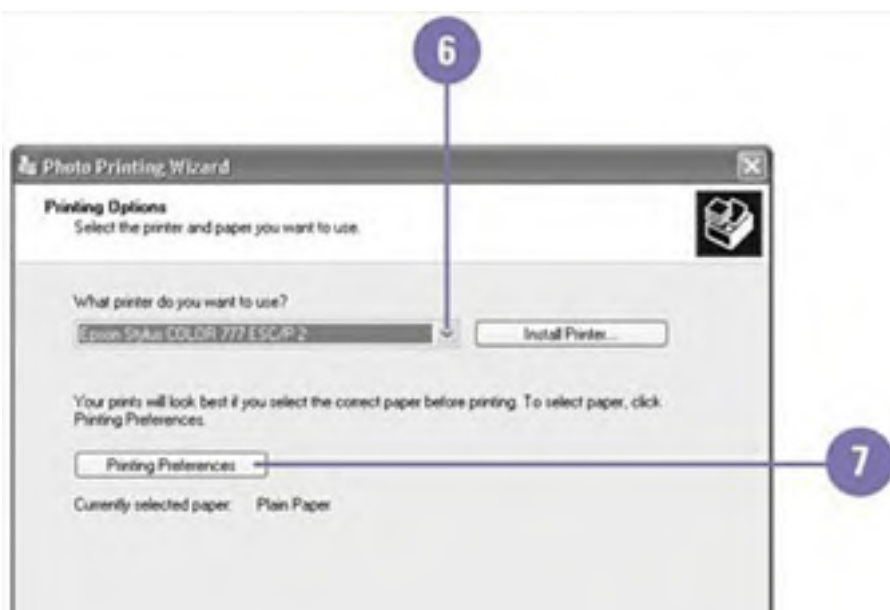 6
Photo Printing Wizard
Printing Options
Select the printer and paper you want to use.
What printer do you want to use?
Epson Stylus COLOR 777 ESC/P 2
Install Printer...
Your prints will look best if you select the correct paper before printing. To select paper, click
Printing Preferences.
Printing Preferences
7
Currently selected paper: Plain Paper